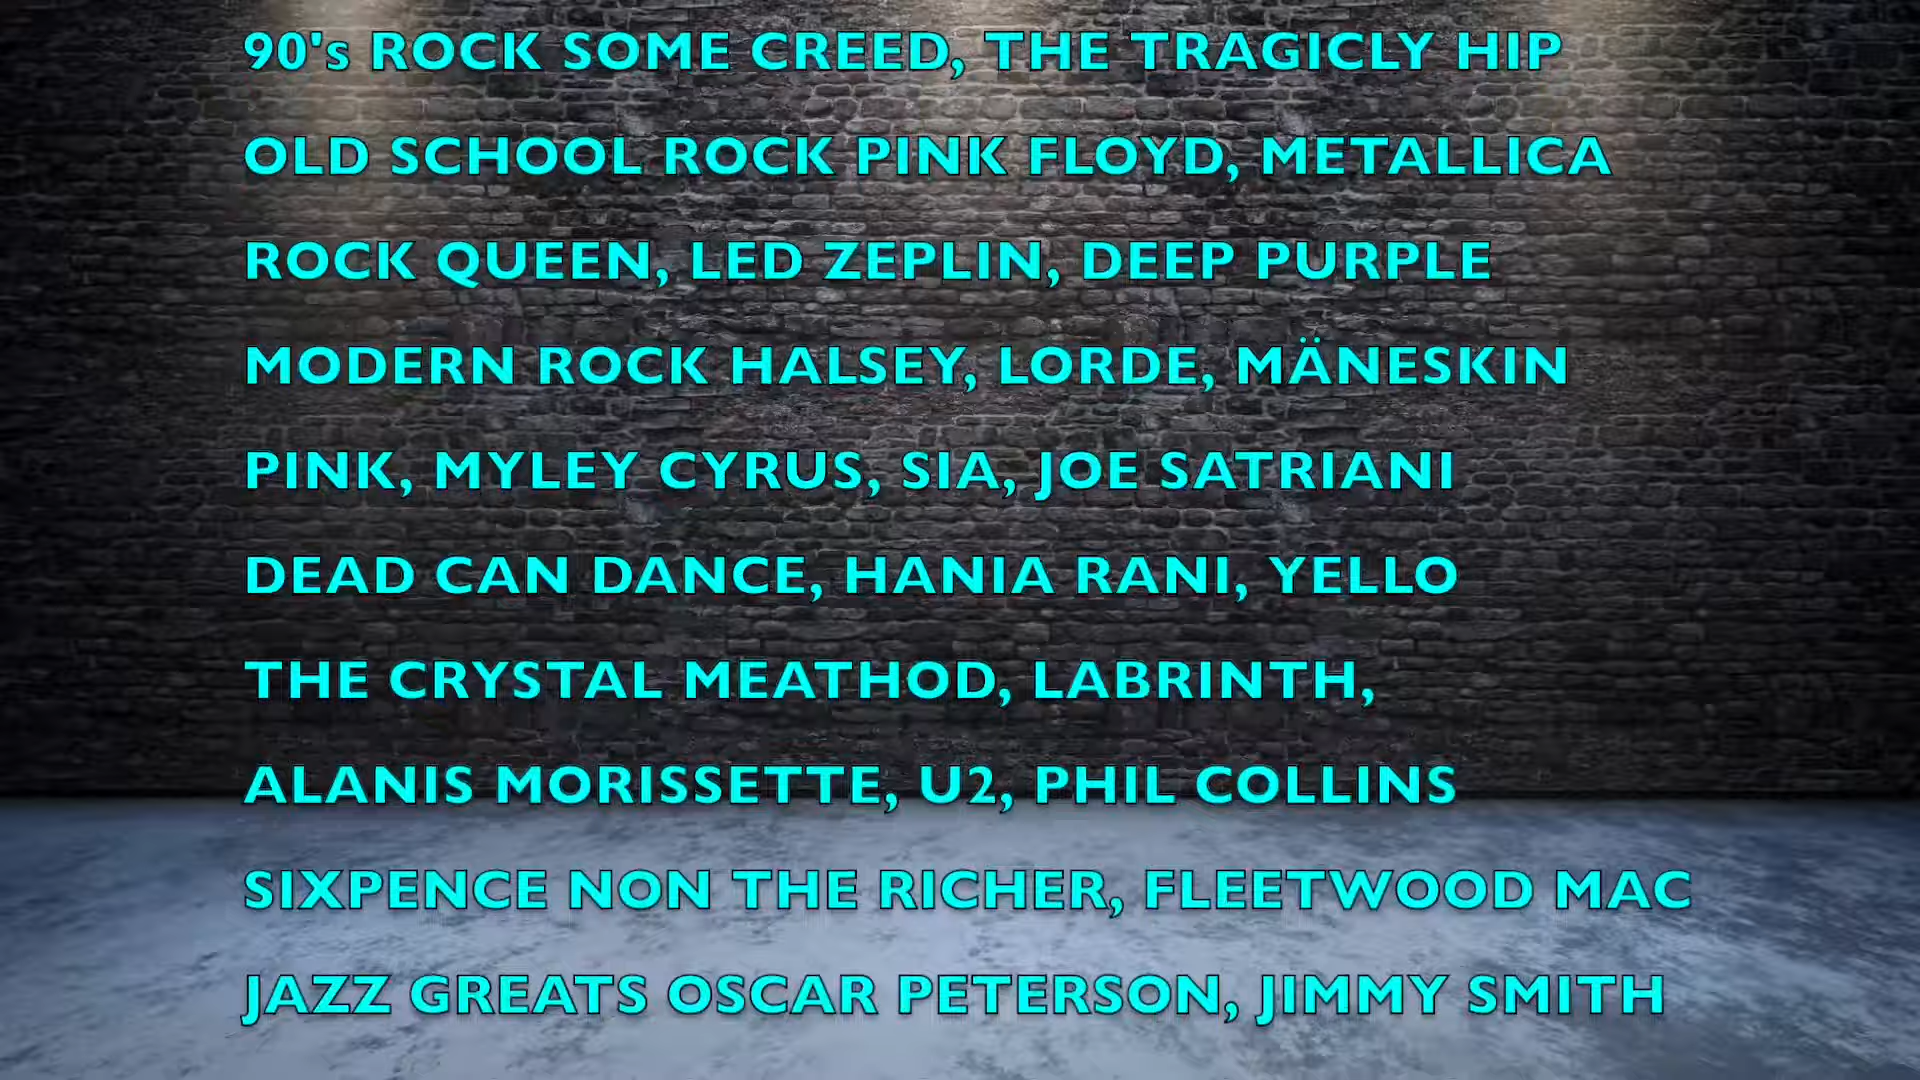 90's ROCK SOME CREED, THE TRAGICLY HIP
OLD SCHOOL ROCK PINK FLOYD, METALLICA
ROCK QUEEN, LED ZEPLIN, DEEP PURPLE
MODERN ROCK HALSEY, LORDE, MÄNESKIN
PINK, MYLEY CYRUS, SIA, JOE SATRIANI
DEAD CAN DANCE, HANIA RANI, YELLO
THE CRYSTAL MEATHOD, LABRINTH,
ALANIS MORISSETTE, U2, PHIL COLLINS
SIXPENCE NON THE RICHER, FLEETWOOD MAC
JAZZ GREATS OSCAR PETERSON, JIMMY SMITH